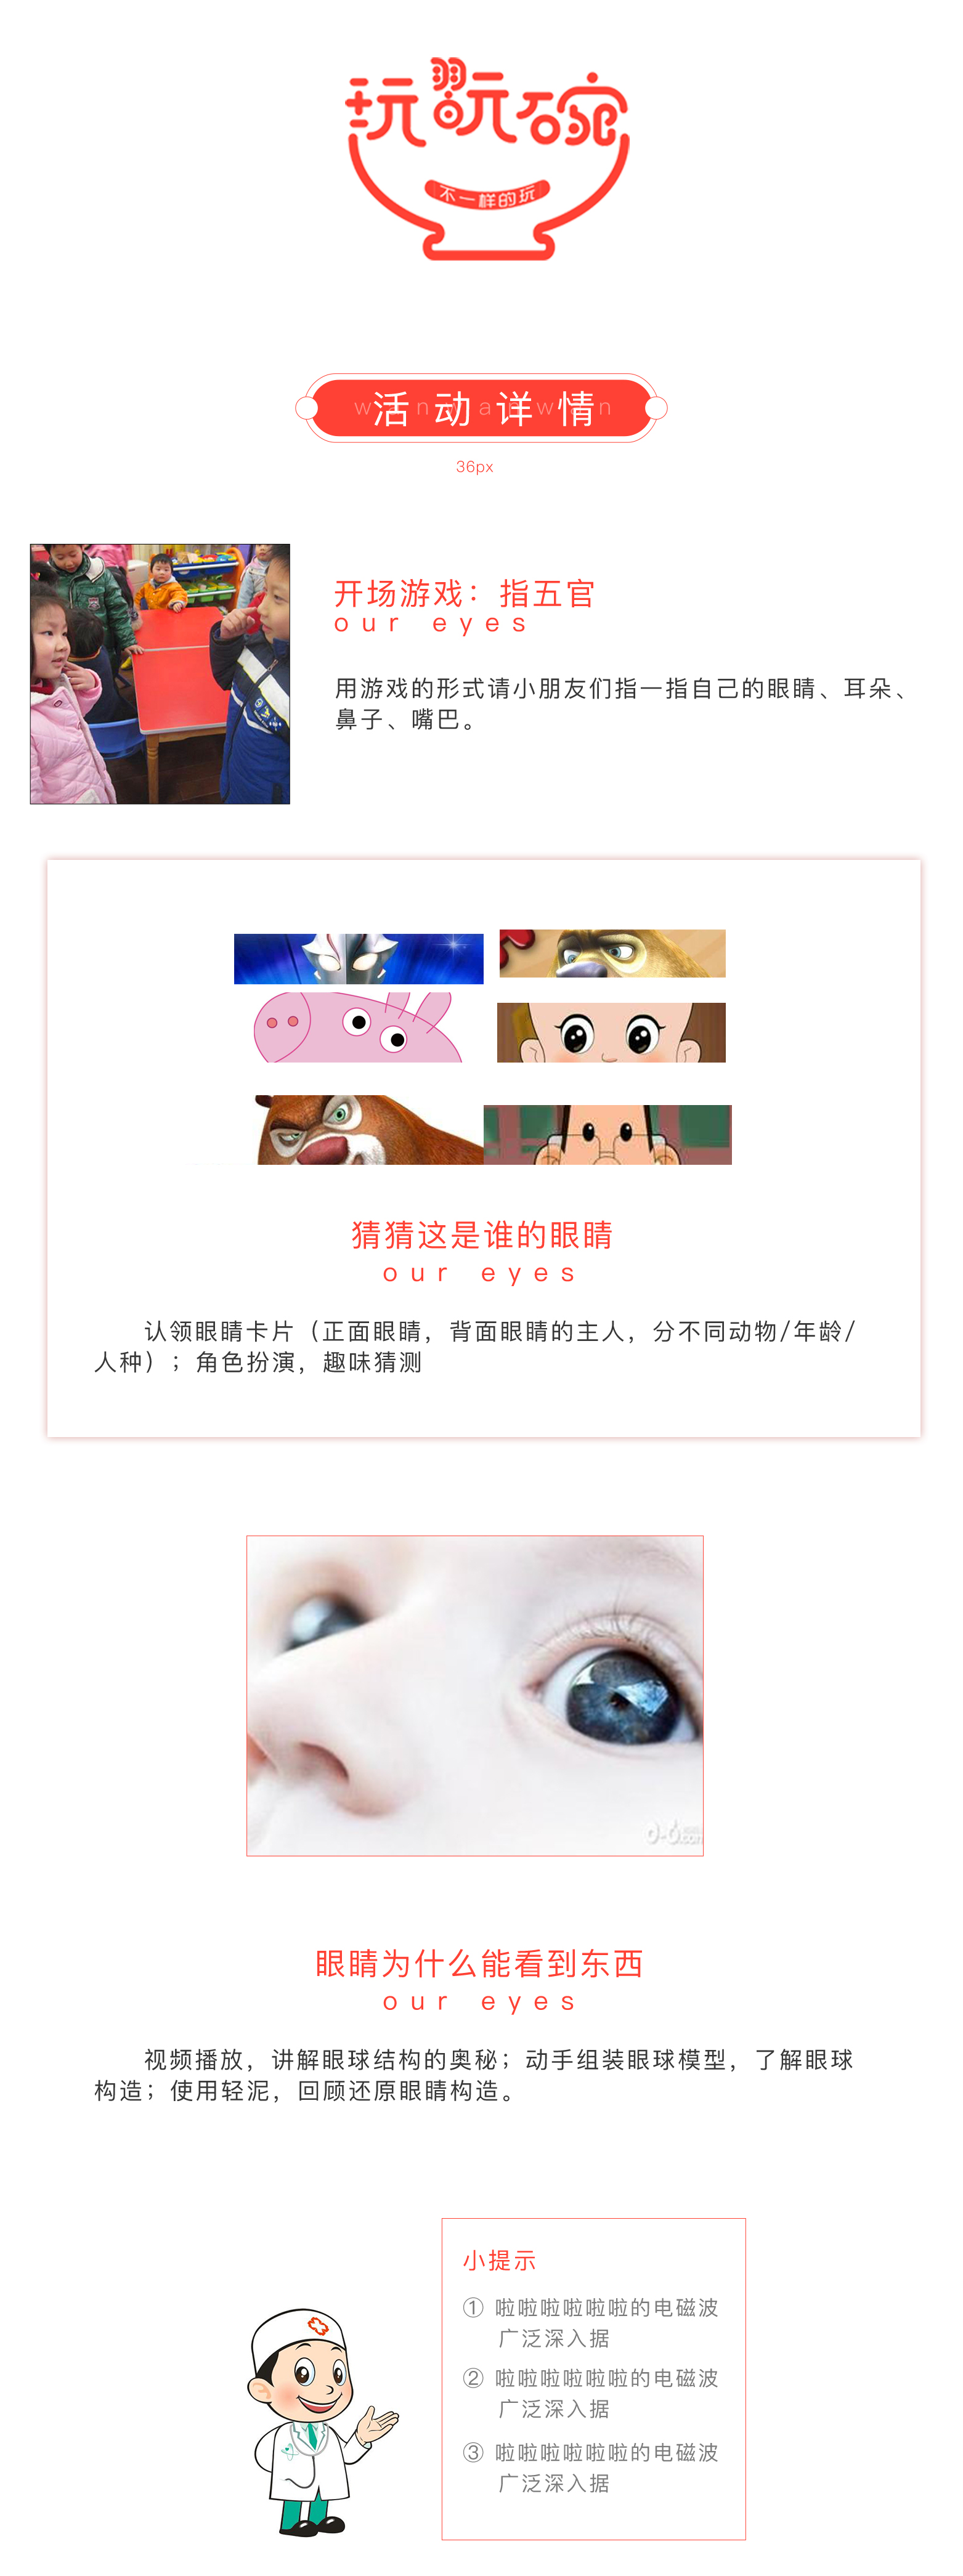 玩翫碗
不一样的玩
活动详情
wanwanwan
36px
开场游戏：指五官
our eyes
用游戏的形式请小朋友们指一指自己的眼睛、耳朵、
鼻子、嘴巴。
猜猜这是谁的眼睛
our eyes
认领眼睛卡片（正面眼睛，背面眼睛的主人，分不同动物/年龄/
人种）；角色扮演，趣味猜测
眼睛为什么能看到东西
our eyes
视频播放，讲解眼球结构的奥秘；动手组装眼球模型，了解眼球
构造；使用轻泥，回顾还原眼睛构造。
小提示
① 啦啦啦啦啦啦的电磁波
广泛深入据
② 啦啦啦啦啦啦的电磁波
广泛深入据
③ 啦啦啦啦啦啦的电磁波
广泛深入据